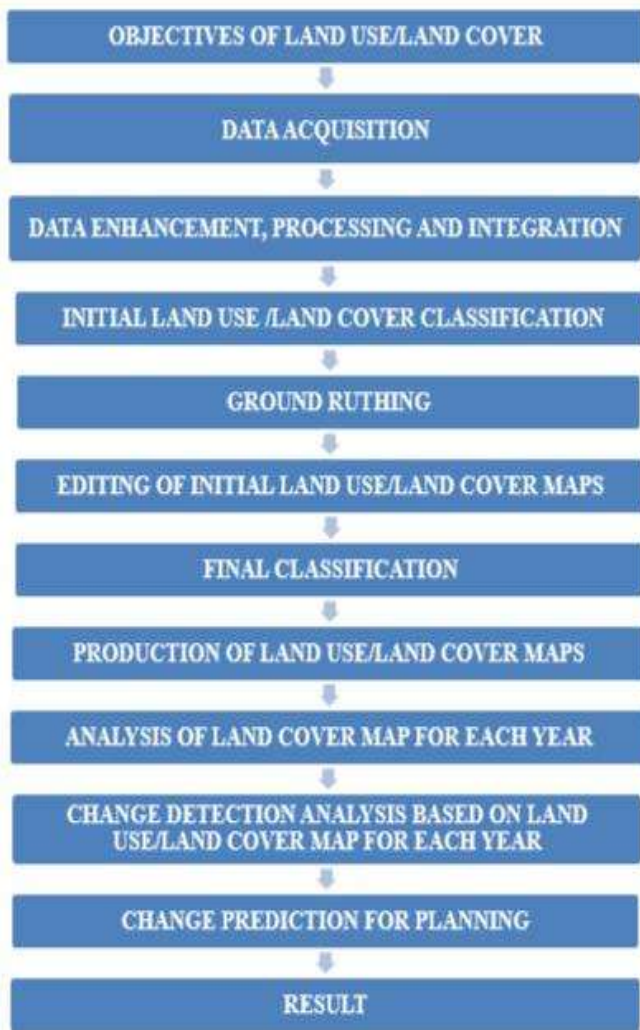 OBJECTIVES OF LAND USE/LAND COVER
DATA ACQUISITION
DATA ENHANCEMENT, PROCESSING AND INTEGRATION
INITIAL LAND USE /LAND COVER CLASSIFICATION
GROUND RUTHING
EDITING OF INITIAL LAND USE/LAND COVER MAPS
FINAL CLASSIFICATION
PRODUCTION OF LAND USE/LAND COVER MAPS
ANALYSIS OF LAND COVER MAP FOR EACH YEAR
CHANGE DETECTION ANALYSIS BASED ON LAND
USE/LAND COVER MAP FOR EACH YEAR
CHANGE PREDICTION FOR PLANNING
RESULT